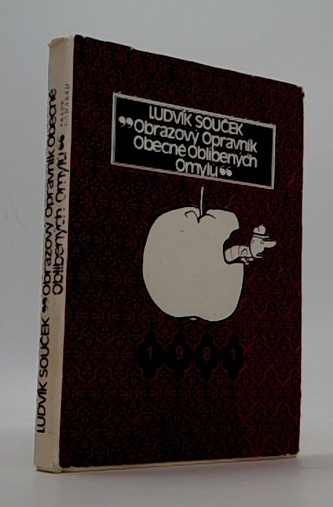 LUDVÍK SOUČEK
„Obrazový Opravník
Obecně Oblíbených
Omylů“
1981
LUDVÍK SOUČEK „Obrazový Opravník Obecně
Oblíbených Omylů“